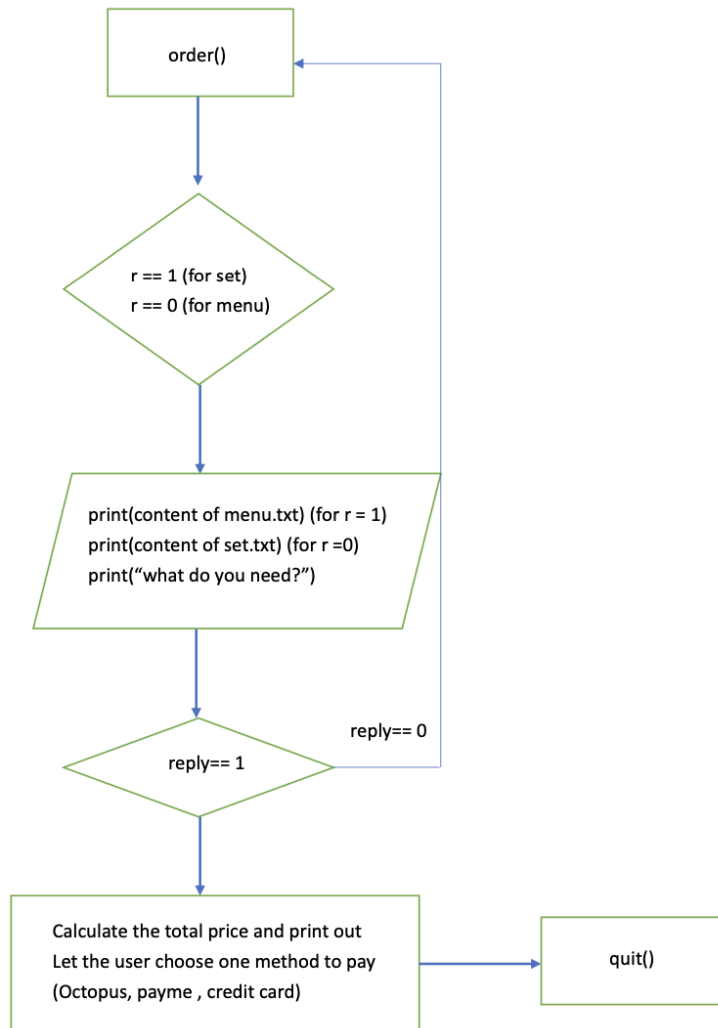 order()
r == 1 (for set)
r == 0 (for menu)
print(content of menu.txt) (for r = 1)
print(content of set.txt) (for r =0)
print(“what do you need?”)
reply== 0
reply== 1
Calculate the total price and print out
Let the user choose one method to pay
(Octopus, payme , credit card)
quit()